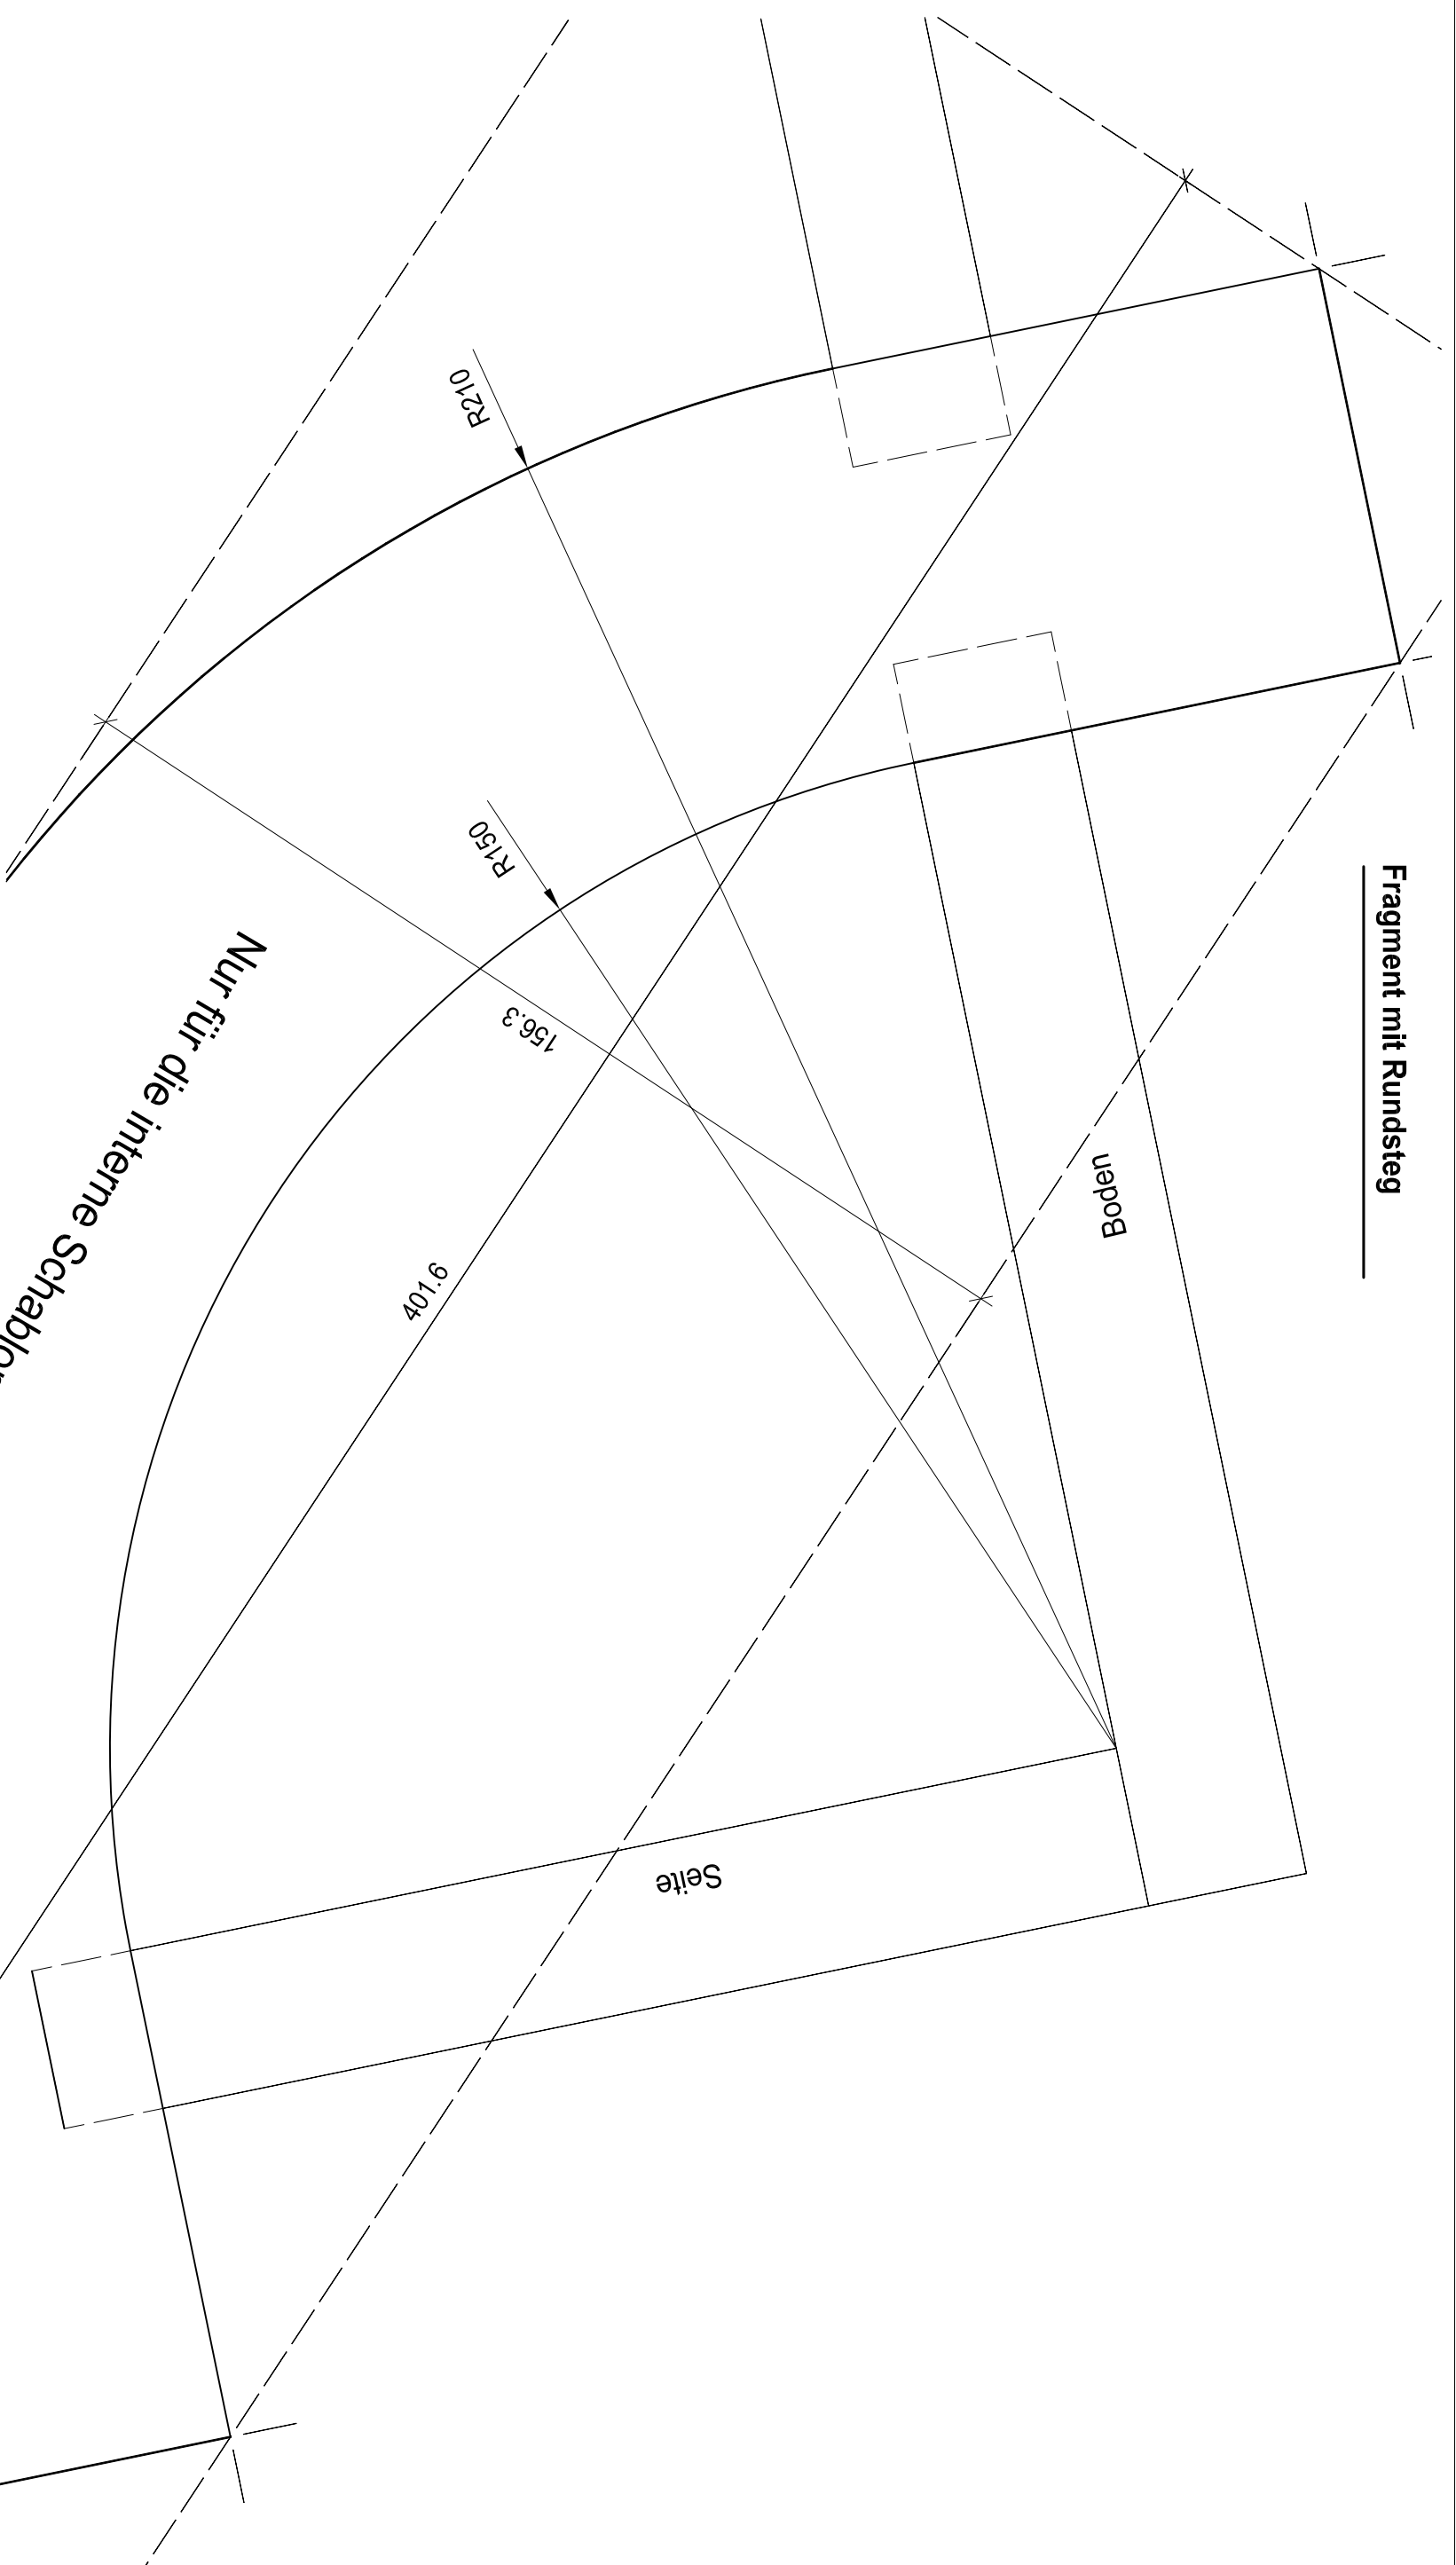 Fragment mit Rundsteg
R210
R150
156.3
401.6
Boden
Seite
Nur für die interne